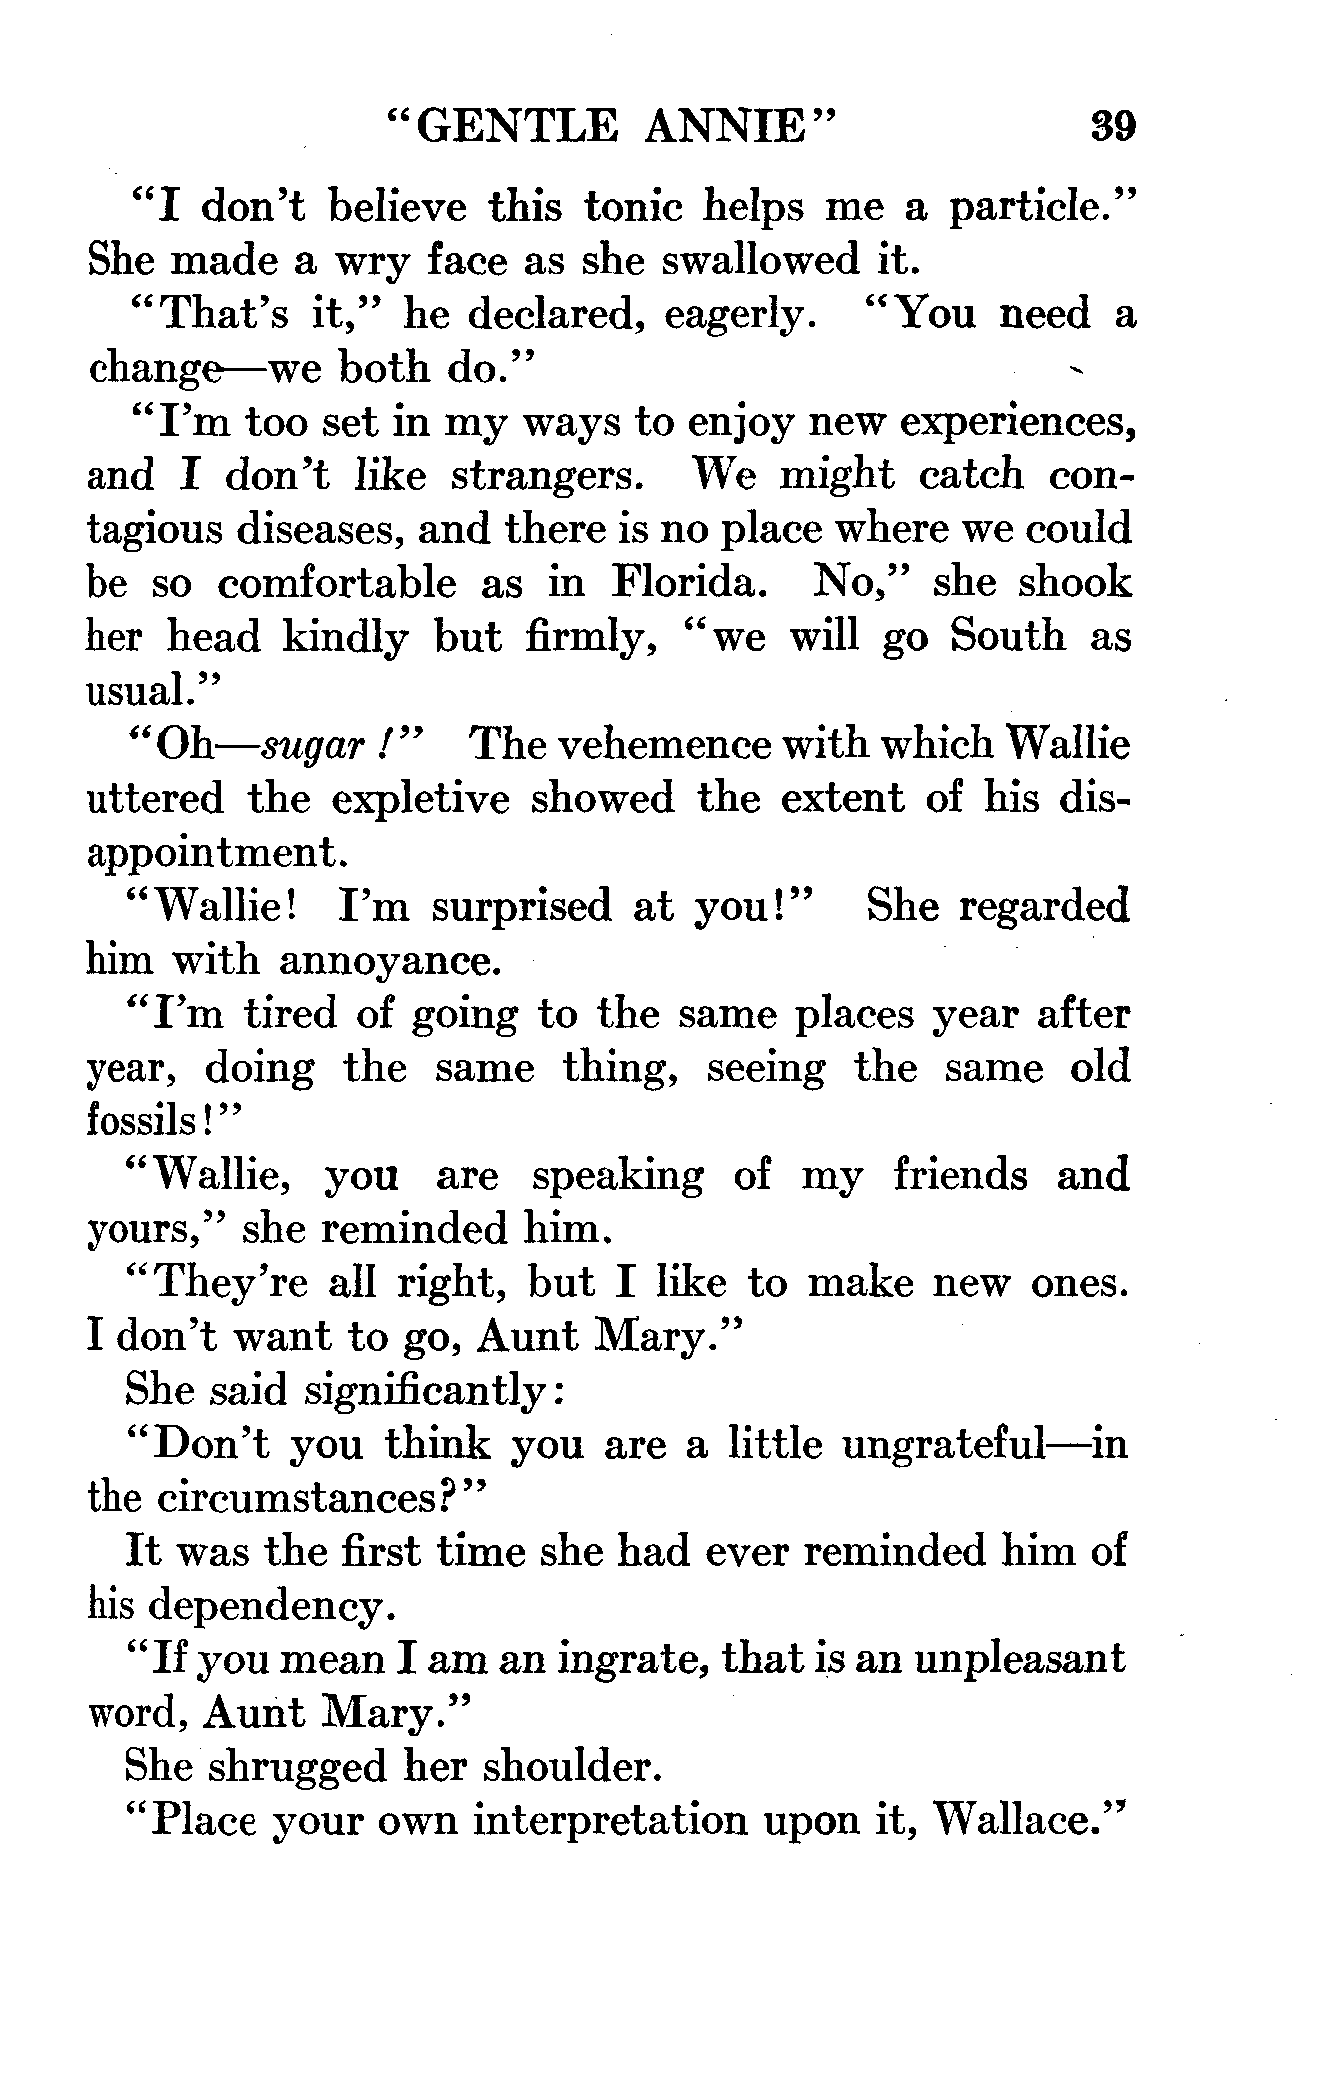 “GENTLE ANNIE” 39
“I don’t believe this tonic helps me a particle.”
She made a wry face as she swallowed it.
“That’s it,” he declared, eagerly. “You need a
change—we both do.”
“I’m too set in my ways to enjoy new experiences,
and I don’t like strangers. We might catch con-
tagious diseases, and there is no place where we could
be so comfortable as in Florida. No,” she shook
her head kindly but firmly, “we will go South as
usual.”
“Oh—sugar!” The vehemence with which Wallie
uttered the expletive showed the extent of his dis-
appointment.
“Wallie! I’m surprised at you!” She regarded
him with annoyance.
“I’m tired of going to the same places year after
year, doing the same thing, seeing the same old
fossils!”
“Wallie, you are speaking of my friends and
yours,” she reminded him.
“They’re all right, but I like to make new ones.
I don’t want to go, Aunt Mary.”
She said significantly:
“Don’t you think you are a little ungrateful—in
the circumstances?”
It was the first time she had ever reminded him of
his dependency.
“If you mean I am an ingrate, that is an unpleasant
word, Aunt Mary.”
She shrugged her shoulder.
“Place your own interpretation upon it, Wallace.”